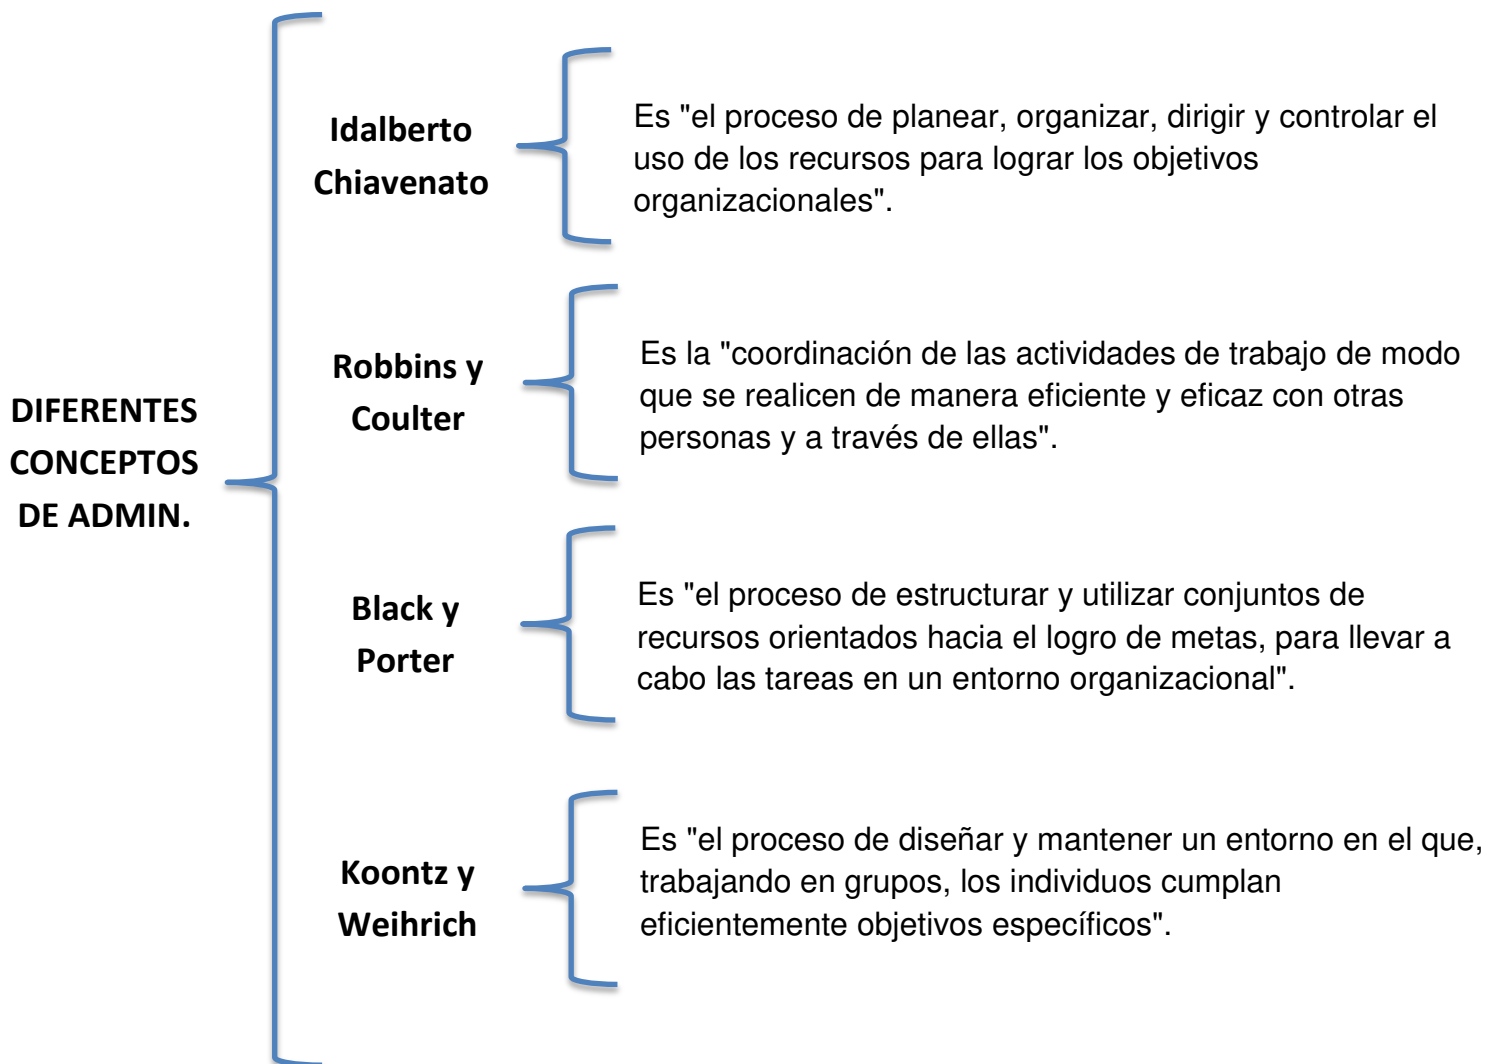 DIFERENTES
CONCEPTOS
DE ADMIN.
Idalberto
Chiavenato
Es "el proceso de planear, organizar, dirigir y controlar el
uso de los recursos para lograr los objetivos
organizacionales".
Robbins y
Coulter
Es la "coordinación de las actividades de trabajo de modo
que se realicen de manera eficiente y eficaz con otras
personas y a través de ellas".
Black y
Porter
Es "el proceso de estructurar y utilizar conjuntos de
recursos orientados hacia el logro de metas, para llevar a
cabo las tareas en un entorno organizacional".
Koontz y
Weihrich
Es "el proceso de diseñar y mantener un entorno en el que,
trabajando en grupos, los individuos cumplan
eficientemente objetivos específicos".